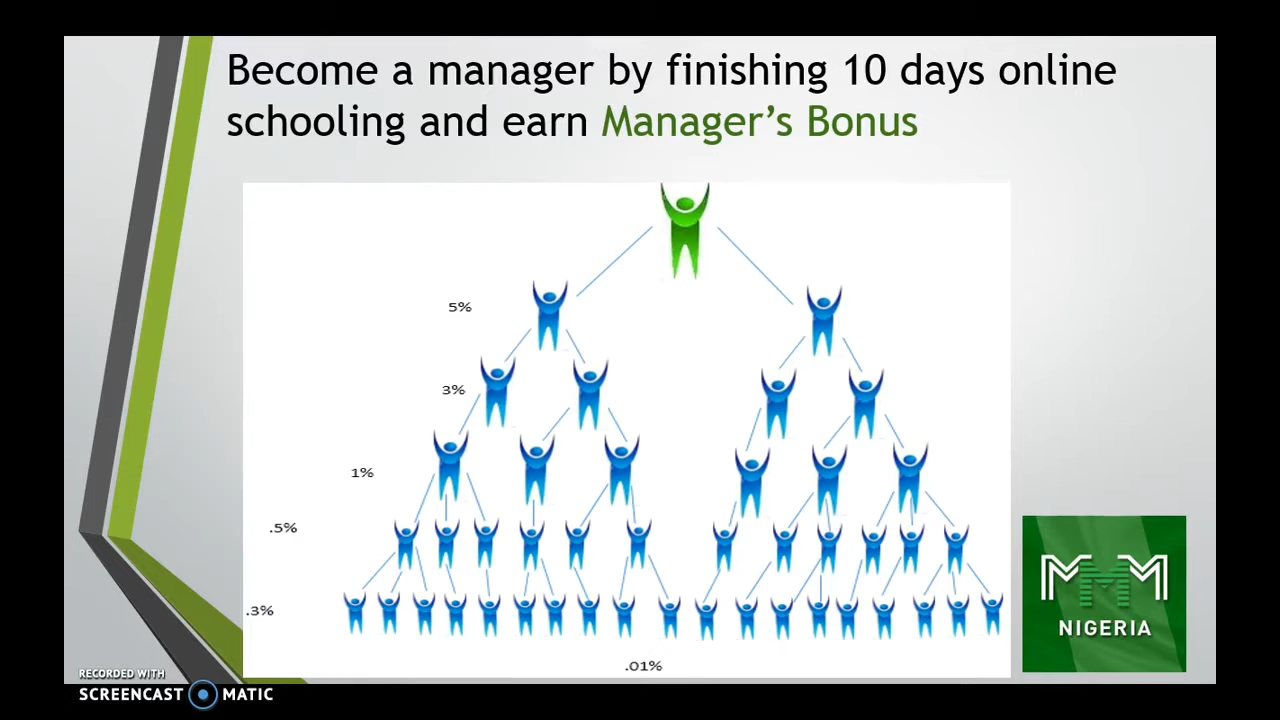 Become a manager by finishing 10 days online
schooling and earn Manager’s Bonus
5%
3%
1%
.5%
.3%
.01%
MMM
NIGERIA
RECORDED WITH
SCREENCAST MATIC